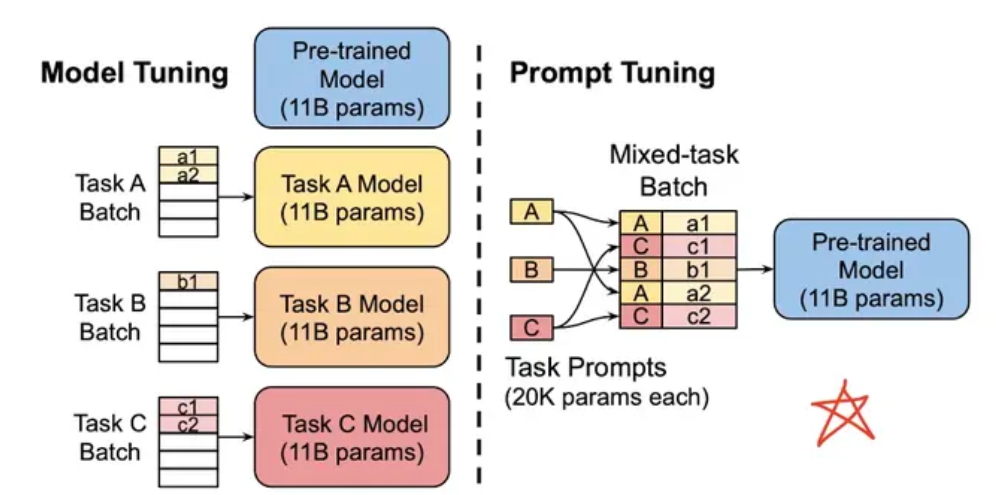 Model Tuning
Pre-trained
Model
(11B params)
Task A
Batch
a1
a2
Task A Model
(11B params)
Task B
Batch
b1
Task B Model
(11B params)
Task C
Batch
c1
c2
Task C Model
(11B params)
Prompt Tuning
Mixed-task
Batch
A
B
C
A a1
C c1
B b1
A a2
C c2
Task Prompts
(20K params each)
Pre-trained
Model
(11B params)